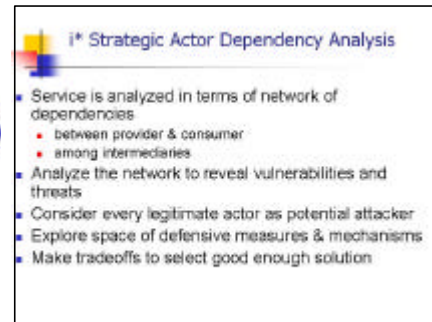 i* Strategic Actor Dependency Analysis
Service is analyzed in terms of network of
dependencies
between provider & consumer
among intermediaries
Analyze the network to reveal vulnerabilities and
threats
Consider every legitimate actor as potential attacker
Explore space of defensive measures & mechanisms
Make tradeoffs to select good enough solution